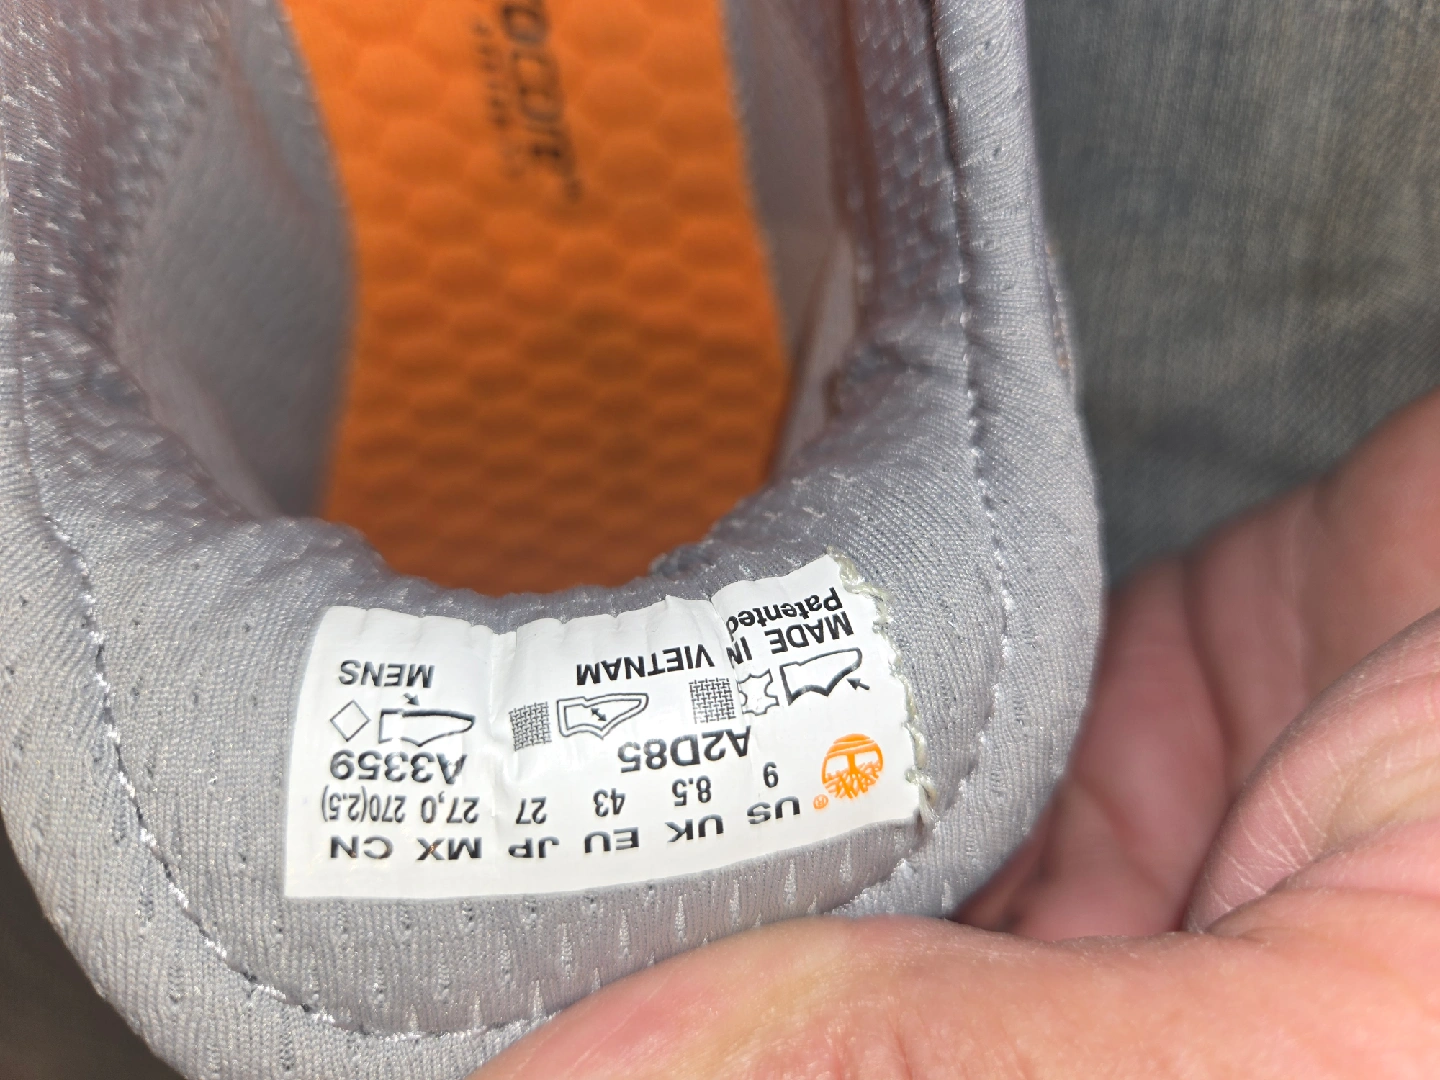 US UK EU JP MX CN
9 8.5 43 27 27,0 270(2.5)
A2D85 A3359
MADE IN VIETNAM MENS
Patented